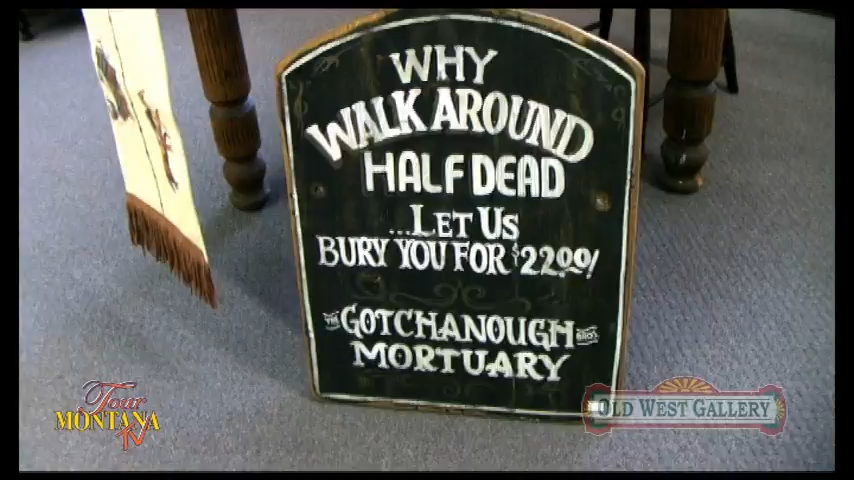 WHY
WALK AROUND
HALF DEAD
...LET US
BURY YOU FOR $22.00!
THE GOTCHANOUGH BROS.
MORTUARY
Tour
MONTANA
TV
OLD WEST GALLERY